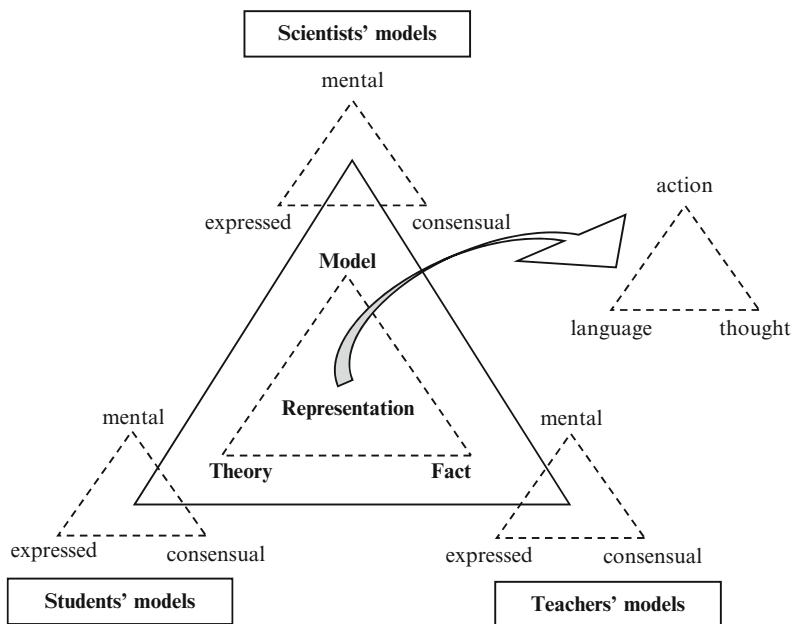 Scientists’ models
mental
expressed
consensual
action
language
thought
Model
Representation
Theory
Fact
mental
expressed
consensual
Students’ models
mental
expressed
consensual
Teachers’ models